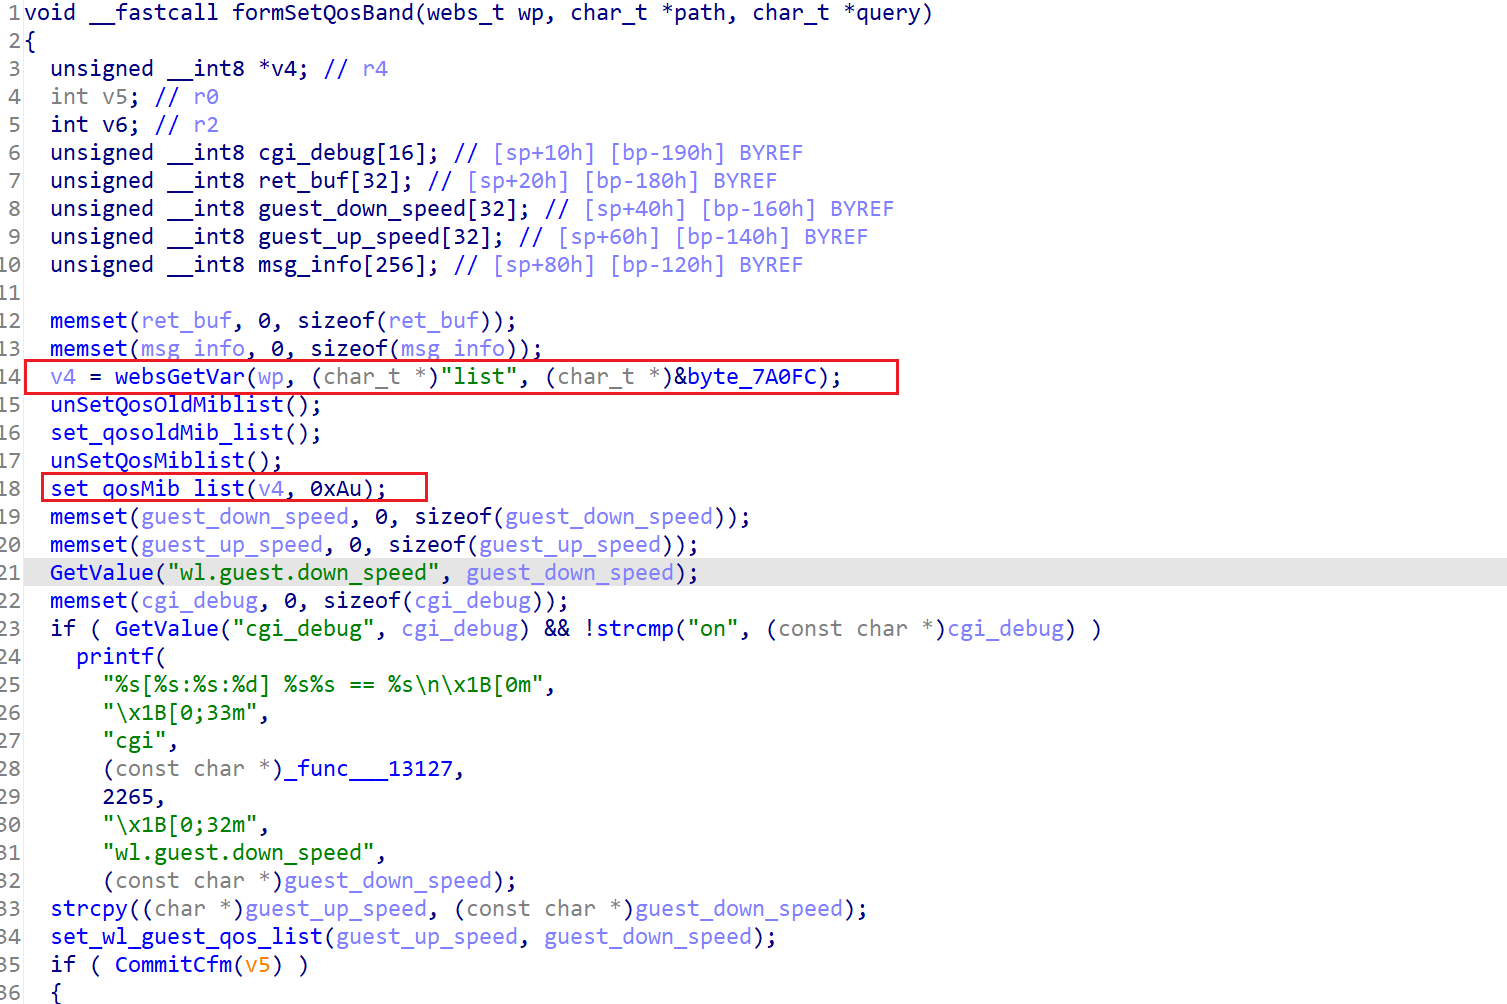 1 void __fastcall formSetQosBand(webs_t wp, char_t *path, char_t *query)
2 {
3   unsigned __int8 *v4; // r4
4   int v5; // r0
5   int v6; // r2
6   unsigned __int8 cgi_debug[16]; // [sp+10h] [bp-190h] BYREF
7   unsigned __int8 ret_buf[32]; // [sp+20h] [bp-180h] BYREF
8   unsigned __int8 guest_down_speed[32]; // [sp+40h] [bp-160h] BYREF
9   unsigned __int8 guest_up_speed[32]; // [sp+60h] [bp-140h] BYREF
10   unsigned __int8 msg_info[256]; // [sp+80h] [bp-120h] BYREF
11
12   memset(ret_buf, 0, sizeof(ret_buf));
13   memset(msg_info, 0, sizeof(msg_info));
14   v4 = websGetVar(wp, (char_t *)"list", (char_t *)&byte_7A0FC);
15   unSetQosOldMiblist();
16   set_qosoldMib_list();
17   unSetQosMiblist();
18   set_qosMib_list(v4, 0xAu);
19   memset(guest_down_speed, 0, sizeof(guest_down_speed));
20   memset(guest_up_speed, 0, sizeof(guest_up_speed));
21   GetValue("wl.guest.down_speed", guest_down_speed);
22   memset(cgi_debug, 0, sizeof(cgi_debug));
23   if ( GetValue("cgi_debug", cgi_debug) && !strcmp("on", (const char *)cgi_debug) )
24     printf(
25       "%s[%s:%s:%d] %s%s == %s\n\x1B[0m",
26       "\x1B[0;33m",
27       "cgi",
28       (const char *)_func___13127,
29       2265,
30       "\x1B[0;32m",
31       "wl.guest.down_speed",
32       (const char *)guest_down_speed);
33   strcpy((char *)guest_up_speed, (const char *)guest_down_speed);
34   set_wl_guest_qos_list(guest_up_speed, guest_down_speed);
35   if ( CommitCfm(v5) )
36   {